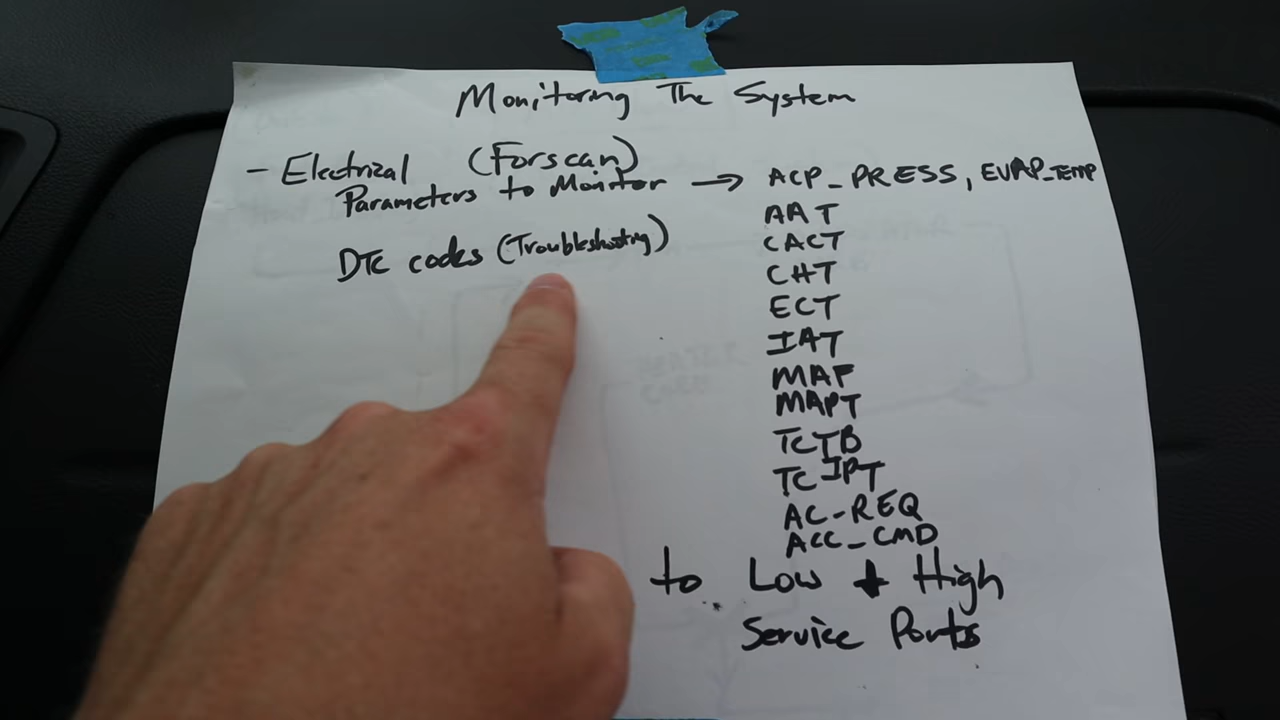 Monitoring The System
- Electrical (Forscan)
Parameters to Monitor → ACP_PRESS, EVAP_TEMP
AAT
DTC codes (Troubleshooting)
CACT
CHT
ECT
IAT
MAF
MAPT
TCTB
TCIPT
AC-REQ
ACC_CMD
to Low + High
Service Ports